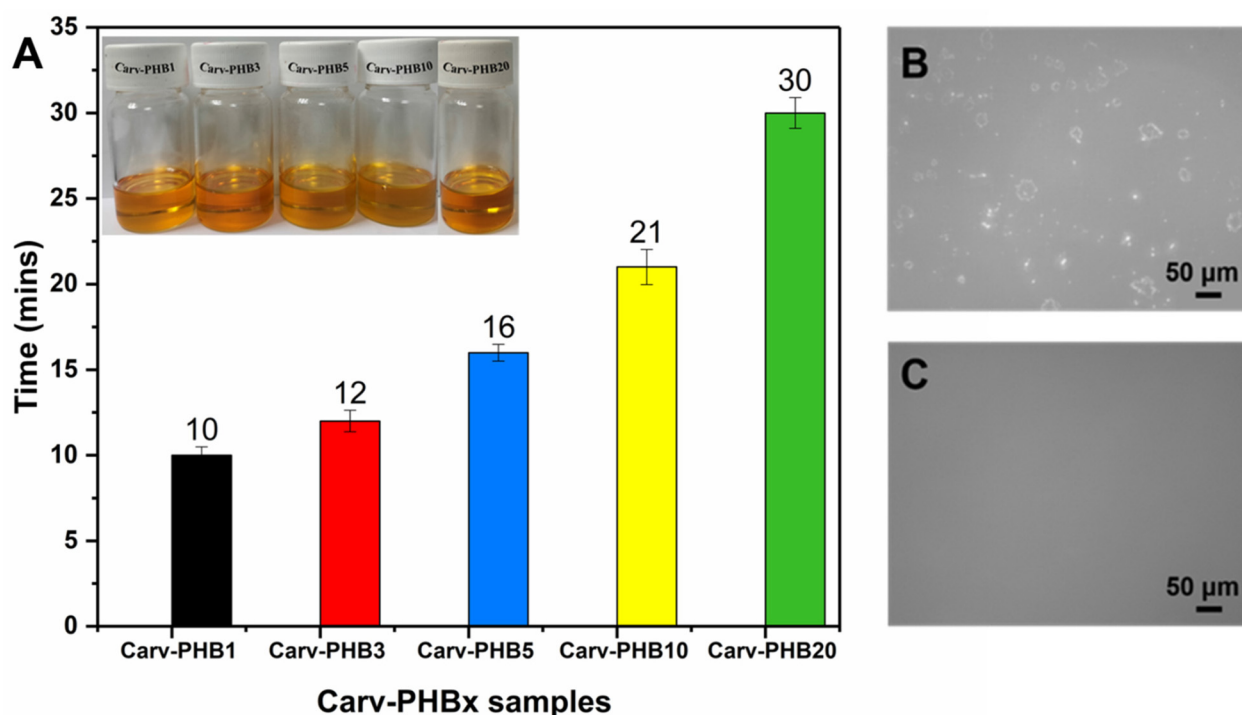 A
35
30
25
20
15
10
5
0
Time (mins)
Carv-PHB1 Carv-PHB3 Carv-PHB5 Carv-PHB10 Carv-PHB20
10
12
16
21
30
Carv-PHB1 Carv-PHB3 Carv-PHB5 Carv-PHB10 Carv-PHB20
Carv-PHBx samples
B
50 µm
C
50 µm